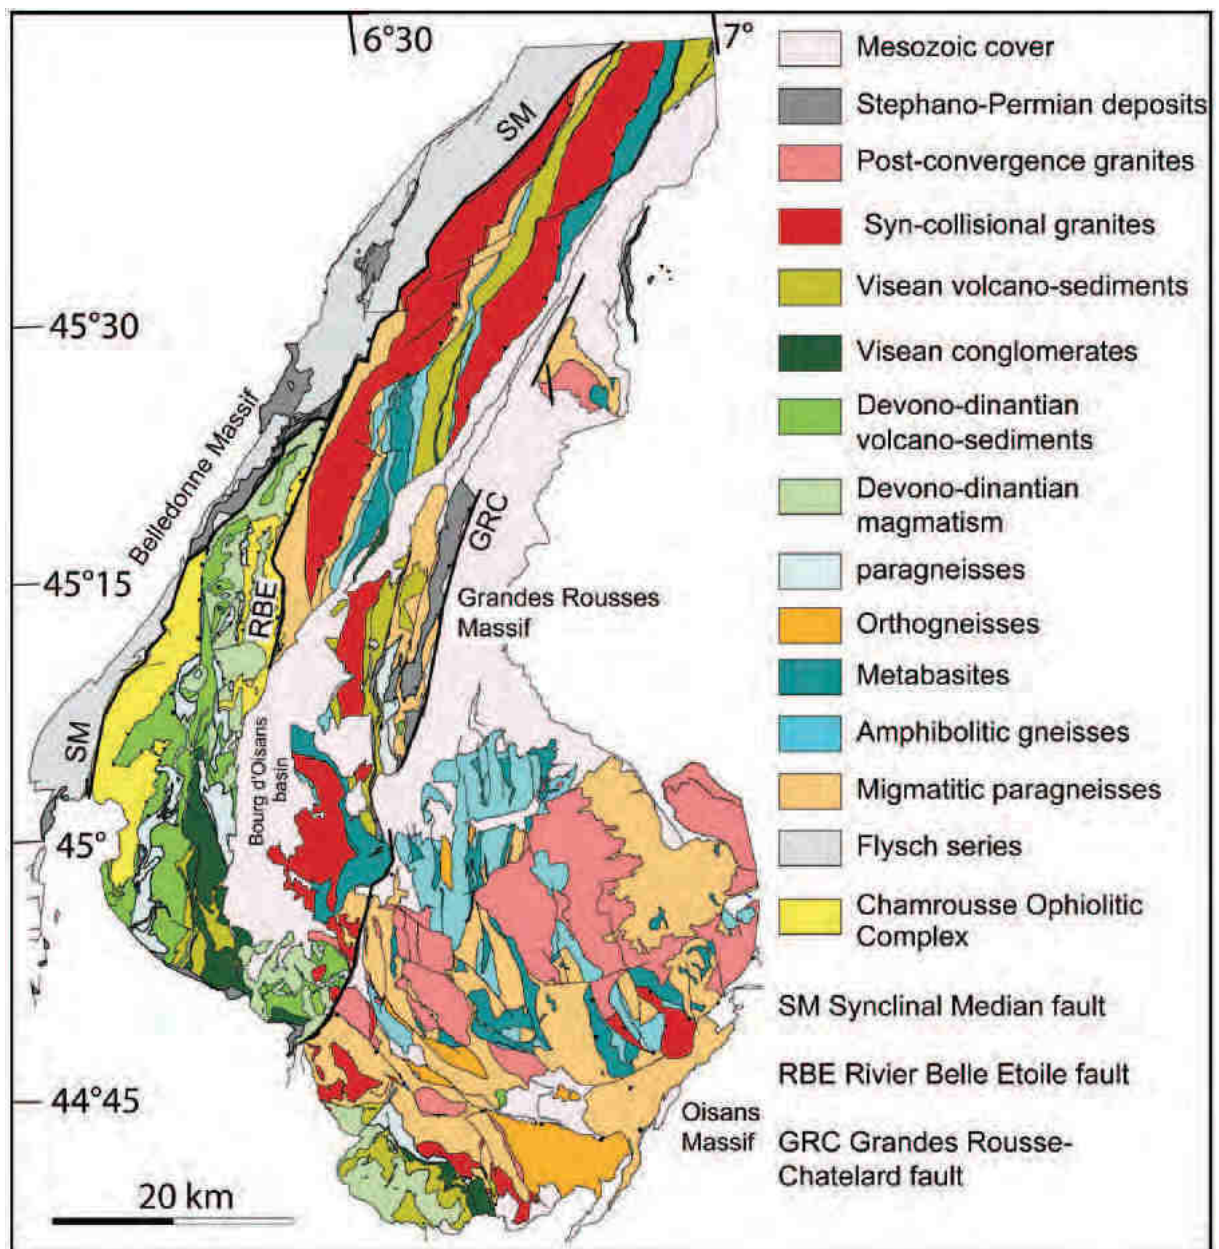 6°30
7°
45°30
45°15
45°
44°45
SM
Belledonne Massif
RBE
GRC
Grandes Rousses
Massif
SM
Bourg d'Oisans
basin
Oisans
Massif
20 km
Mesozoic cover
Stephano-Permian deposits
Post-convergence granites
Syn-collisional granites
Visean volcano-sediments
Visean conglomerates
Devono-dinantian
volcano-sediments
Devono-dinantian
magmatism
paragneisses
Orthogneisses
Metabasites
Amphibolitic gneisses
Migmatitic paragneisses
Flysch series
Chamrousse Ophiolitic
Complex
SM Synclinal Median fault
RBE Rivier Belle Etoile fault
GRC Grandes Rousse-
Chatelard fault